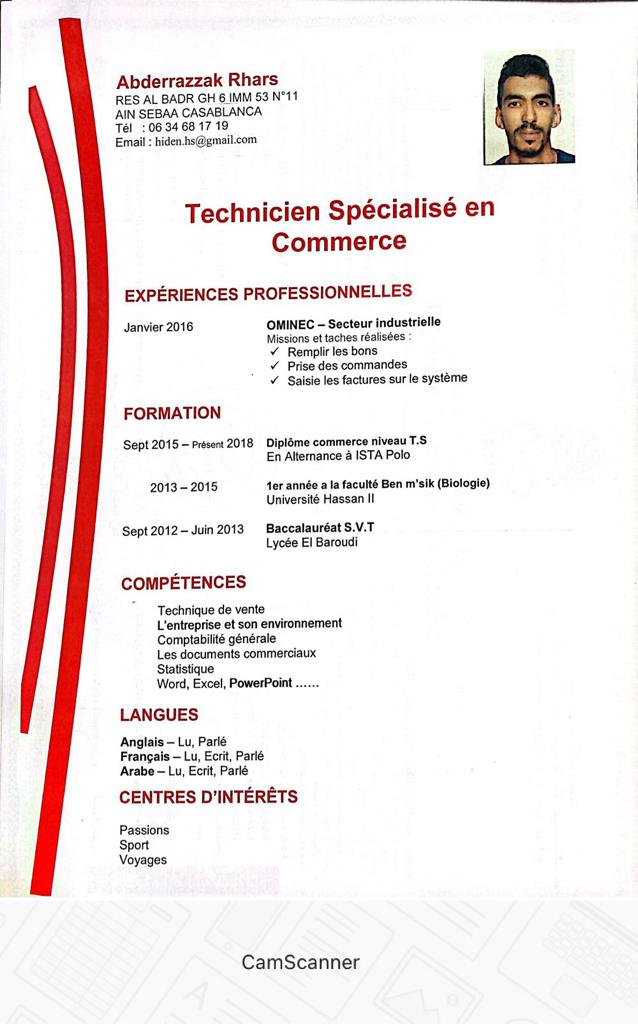 Abderrazzak Rhars
RES AL BADR GH 6 IMM 53 N°11
AIN SEBAA CASABLANCA
Tél : 06 34 68 17 19
Email : hiden.hs@gmail.com
Technicien Spécialisé en
Commerce
EXPÉRIENCES PROFESSIONNELLES
Janvier 2016 OMINEC – Secteur industrielle
Missions et taches réalisées :
✓ Remplir les bons
✓ Prise des commandes
✓ Saisie les factures sur le système
FORMATION
Sept 2015 – Présent 2018 Diplôme commerce niveau T.S
En Alternance à ISTA Polo
2013 – 2015 1er année a la faculté Ben m'sik (Biologie)
Université Hassan II
Sept 2012 – Juin 2013 Baccalauréat S.V.T
Lycée El Baroudi
COMPÉTENCES
Technique de vente
L'entreprise et son environnement
Comptabilité générale
Les documents commerciaux
Statistique
Word, Excel, PowerPoint ......
LANGUES
Anglais – Lu, Parlé
Français – Lu, Ecrit, Parlé
Arabe – Lu, Ecrit, Parlé
CENTRES D'INTÉRÊTS
Passions
Sport
Voyages
CamScanner